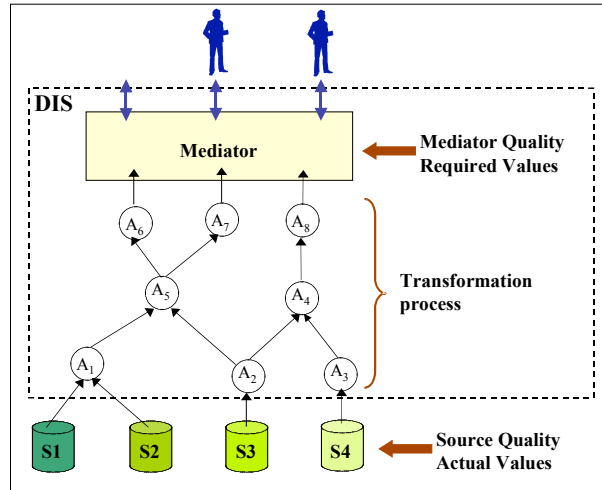 DIS
Mediator
Mediator Quality
Required Values
A6
A7
A8
A5
A4
Transformation
process
A1
A2
A3
S1
S2
S3
S4
Source Quality
Actual Values